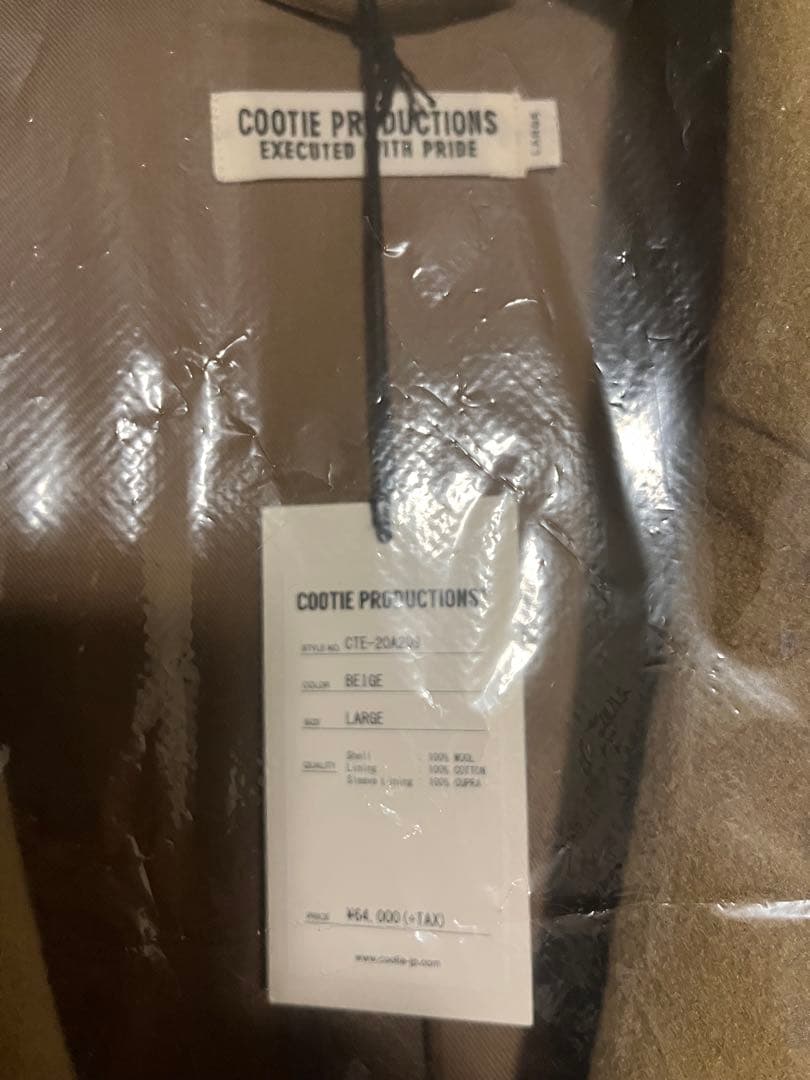 COOTIE PRODUCTIONS
EXECUTED WITH PRIDE
LARGE
COOTIE PRODUCTIONS
STYLE NO.
COLOR BEIGE
SIZE LARGE
QUALITY Shell : 100% WOOL
Lining : 100% COTTON
Sleeve Lining : 100% CUPRA
PRICE ¥64,000(+TAX)
www.cootie-jp.com